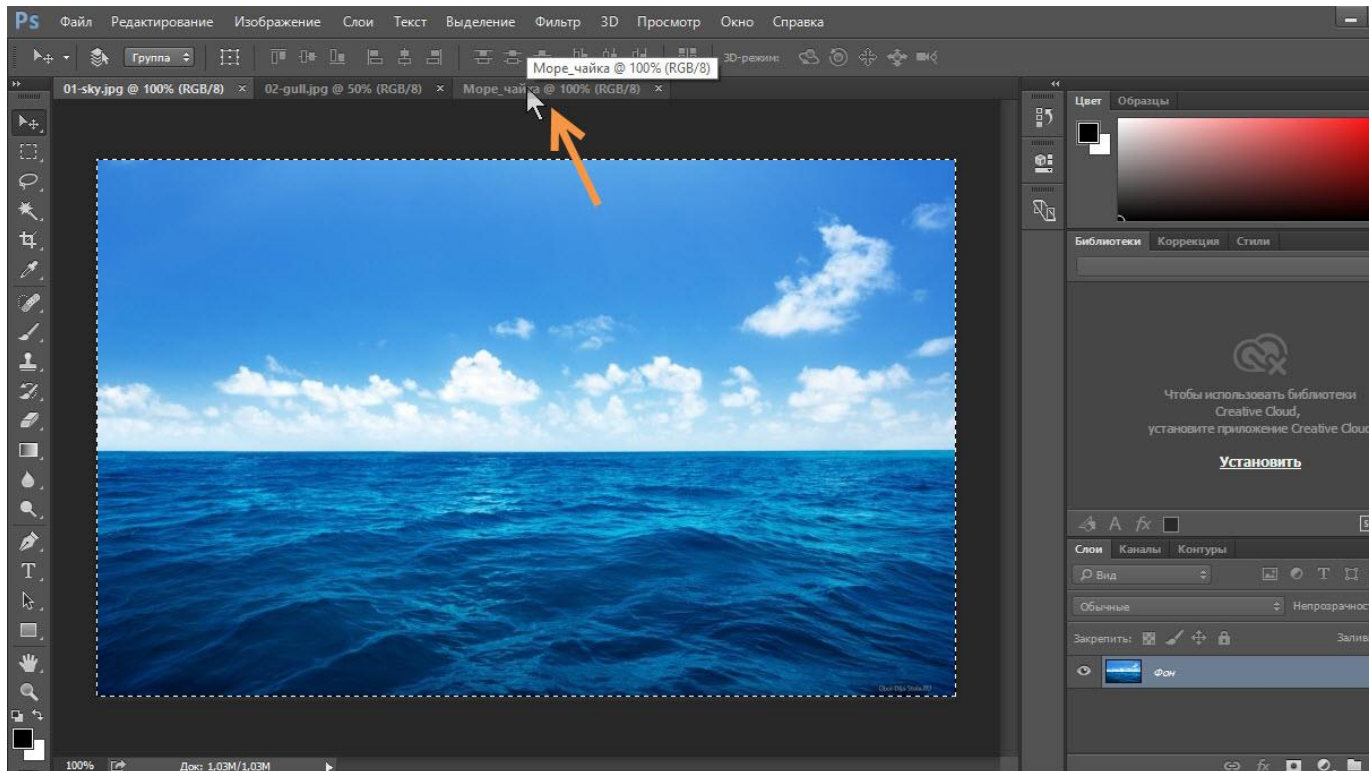 Ps Файл Редактирование Изображение Слои Текст Выделение Фильтр 3D Просмотр Окно Справка
Группа 3D-режим:
Море_чайка @ 100% (RGB/8)
01-sky.jpg @ 100% (RGB/8) × 02-gull.jpg @ 50% (RGB/8) × Море_чайка @ 100% (RGB/8) ×
Цвет Образцы
Библиотеки Коррекция Стили
Чтобы использовать библиотеки
Creative Cloud,
установите приложение Creative Cloud
Установить
Слои Каналы Контуры
Вид
Обычные Непрозрачнос
Закрепить: Залив
Фон
100% Док: 1,03M/1,03M